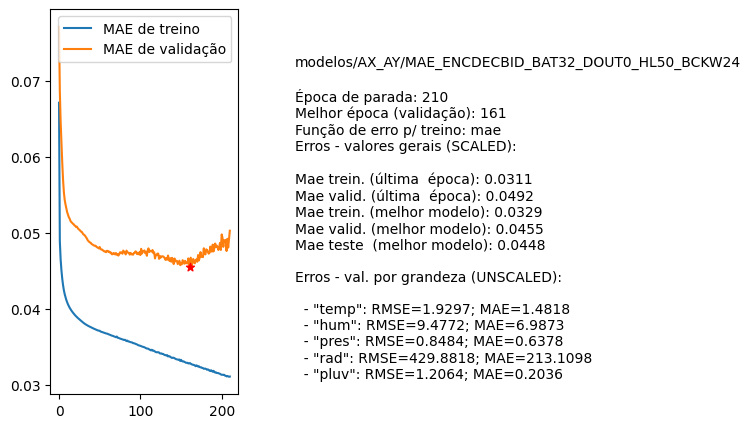 MAE de treino
MAE de validação
0.07
0.06
0.05
0.04
0.03
0
100
200
modelos/AX_AY/MAE_ENCDECBID_BAT32_DOUT0_HL50_BCKW24
Época de parada: 210
Melhor época (validação): 161
Função de erro p/ treino: mae
Erros - valores gerais (SCALED):
Mae trein. (última  época): 0.0311
Mae valid. (última  época): 0.0492
Mae trein. (melhor modelo): 0.0329
Mae valid. (melhor modelo): 0.0455
Mae teste  (melhor modelo): 0.0448
Erros - val. por grandeza (UNSCALED):
- "temp": RMSE=1.9297; MAE=1.4818
- "hum": RMSE=9.4772; MAE=6.9873
- "pres": RMSE=0.8484; MAE=0.6378
- "rad": RMSE=429.8818; MAE=213.1098
- "pluv": RMSE=1.2064; MAE=0.2036